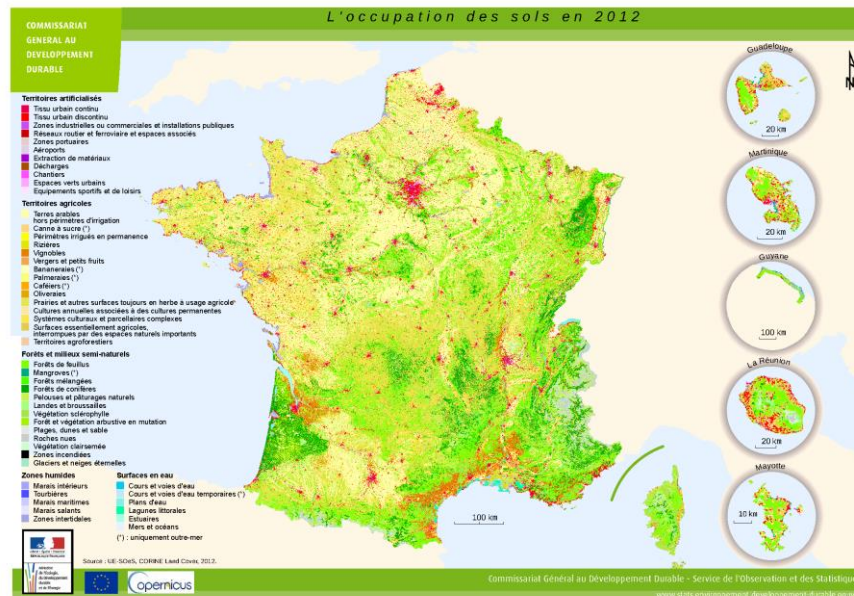 L'occupation des sols en 2012
COMMISSARIAT
GENERAL AU
DEVELOPPEMENT
DURABLE
Territoires artificialisés
Tissu urbain continu
Tissu urbain discontinu
Zones industrielles ou commerciales et installations publiques
Réseaux routier et ferroviaire et espaces associés
Zones portuaires
Aéroports
Extraction de matériaux
Décharges
Chantiers
Espaces verts urbains
Equipements sportifs et de loisirs
Territoires agricoles
Terres arables
hors périmètres d'irrigation
Canne à sucre (*)
Périmètres irrigués en permanence
Rizières
Vignobles
Vergers et petits fruits
Bananeraies (*)
Palmeraies (*)
Caféiers (*)
Oliveraies
Prairies et autres surfaces toujours en herbe à usage agricole
Cultures annuelles associées à des cultures permanentes
Systèmes culturaux et parcellaires complexes
Surfaces essentiellement agricoles,
interrompues par des espaces naturels importants
Territoires agroforestiers
Forêts et milieux semi-naturels
Forêts de feuillus
Mangroves (*)
Forêts mélangées
Forêts de conifères
Pelouses et pâturages naturels
Landes et broussailles
Végétation sclérophylle
Forêt et végétation arbustive en mutation
Plages, dunes et sable
Roches nues
Végétation clairsemée
Zones incendiées
Glaciers et neiges éternelles
Zones humides
Marais intérieurs
Tourbières
Marais maritimes
Marais salants
Zones intertidales
Surfaces en eau
Cours et voies d'eau
Cours et voies d'eau temporaires (*)
Plans d'eau
Lagunes littorales
Estuaires
Mers et océans
(*) : uniquement outre-mer
Guadeloupe
20 km
Martinique
20 km
Guyane
100 km
La Réunion
20 km
Mayotte
10 km
100 km
N
Source : UE-SOeS, CORINE Land Cover, 2012.
RÉPUBLIQUE FRANÇAISE
Copernicus
Commissariat Général au Développement Durable - Service de l'Observation et des Statistique